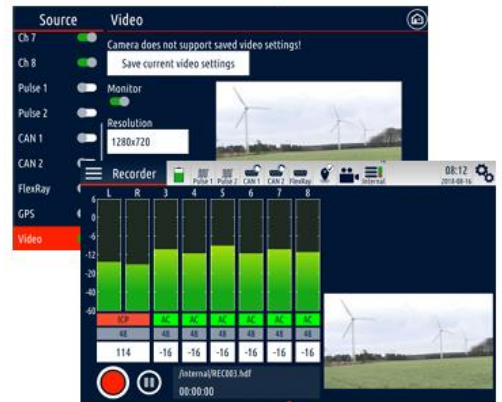 Source
Video
Ch 7
Camera does not support saved video settings!
Ch 8
Save current video settings
Pulse 1
Monitor
Pulse 2
Resolution
CAN 1
1280x720
CAN 2
FlexRay
GPS
Video
Recorder
Pulse 1 Pulse 2 CAN 1 CAN 2 FlexRay Internal
08:12
2018-08-16
L R 3 4 5 6 7 8
6
0
-6
-12
-20
-40
-60
ICP AC AC AC AC AC AC
48 48 48 48 48 48 48
114 -16 -16 -16 -16 -16 -16
/internal/REC003.hdf
00:00:00